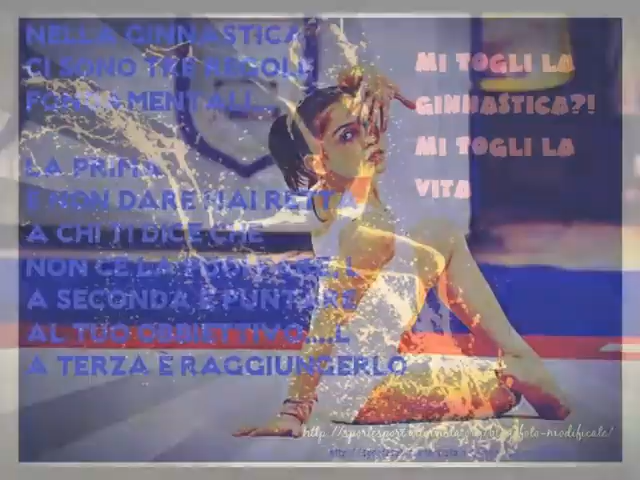 NELLA GINNASTICA
CI SONO TRE REGOLE
FONDAMENTALI...
LA PRIMA
È NON DARE MAI RETTA
A CHI TI DICE CHE
NON CE LA
A SECONDA È PUNTARE
AL TUO OBBIETTIVO....L
A TERZA È RAGGIUNGERLO
MI TOGLI LA
GINNASTICA?!
MI TOGLI LA
VITA